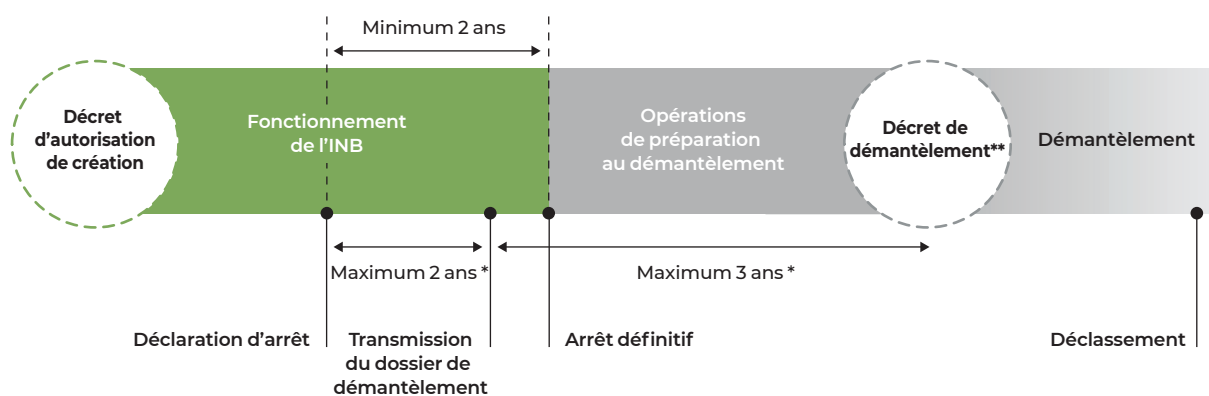 Minimum 2 ans
Décret
d’autorisation
de création
Fonctionnement
de l’INB
Opérations
de préparation
au démantèlement
Décret de
démantèlement**
Démantèlement
Maximum 2 ans *
Maximum 3 ans *
Déclaration d’arrêt
Transmission
du dossier de
démantèlement
Arrêt définitif
Déclassement